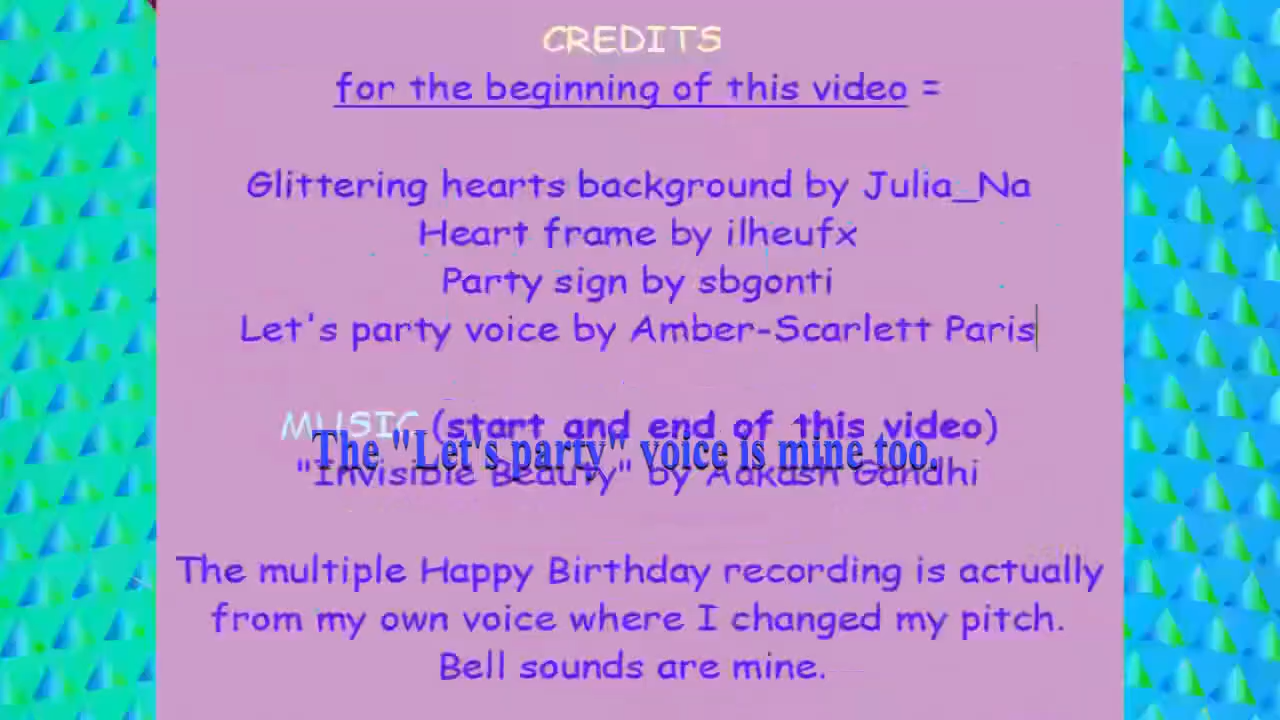 CREDITS
for the beginning of this video =
Glittering hearts background by Julia_Na
Heart frame by ilheufx
Party sign by sbgonti
Let's party voice by Amber-Scarlett Paris
MUSIC (start and end of this video)
The "Let's party" voice is mine too.
"Invisible Beauty" by Aakash Gandhi
The multiple Happy Birthday recording is actually
from my own voice where I changed my pitch.
Bell sounds are mine.